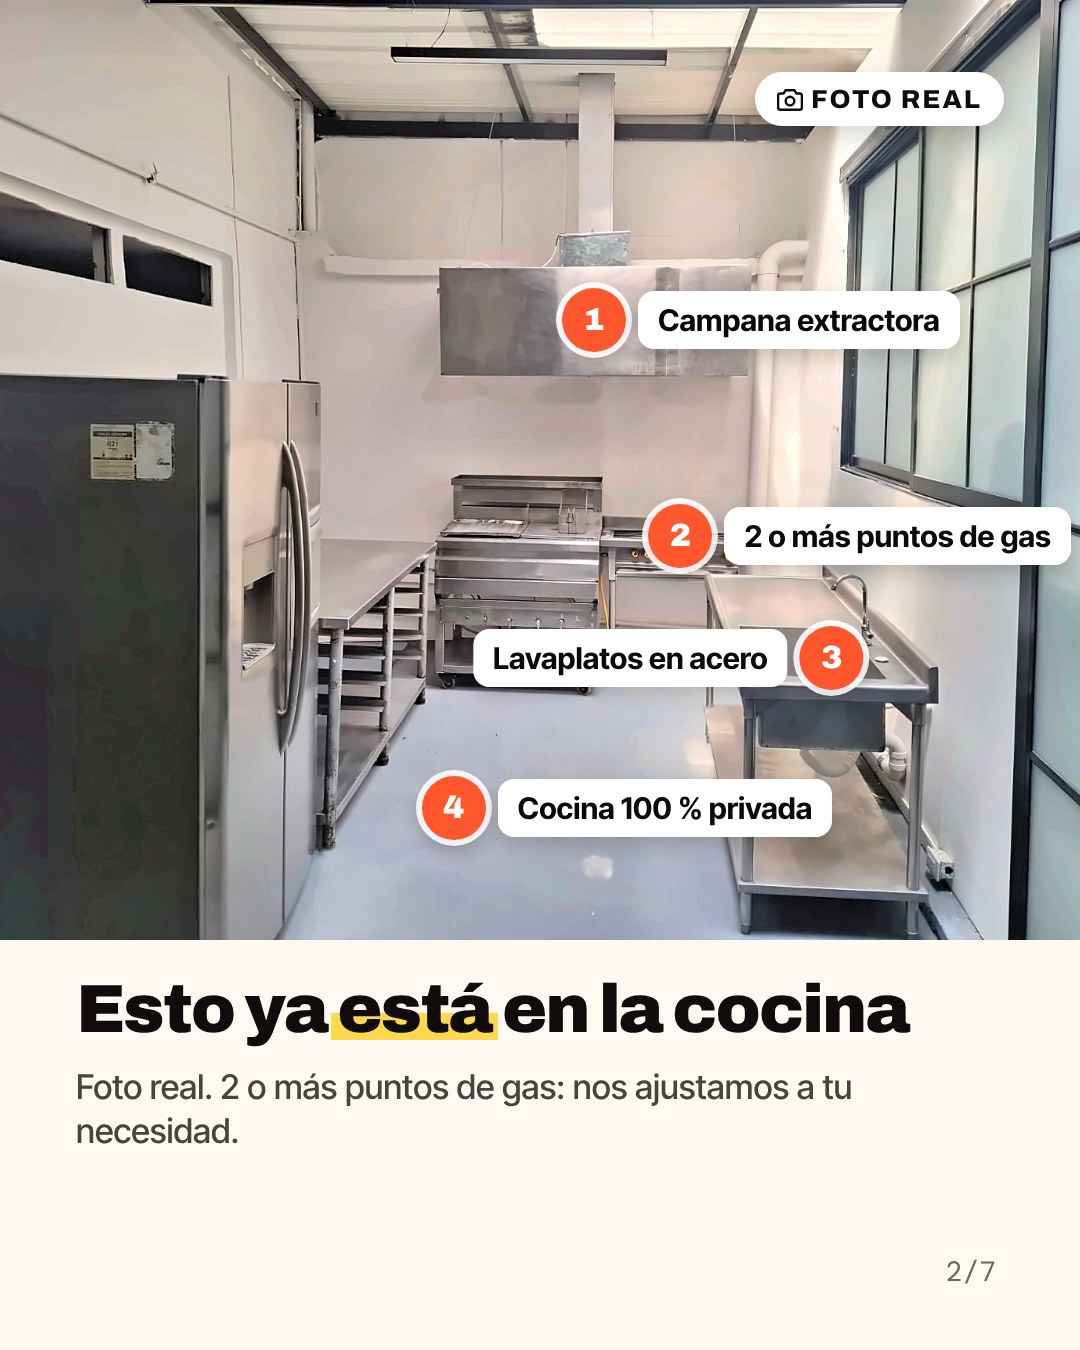 FOTO REAL
1 Campana extractora
2 2 o más puntos de gas
Lavaplatos en acero 3
4 Cocina 100 % privada
Esto ya está en la cocina
Foto real. 2 o más puntos de gas: nos ajustamos a tu
necesidad.
2/7